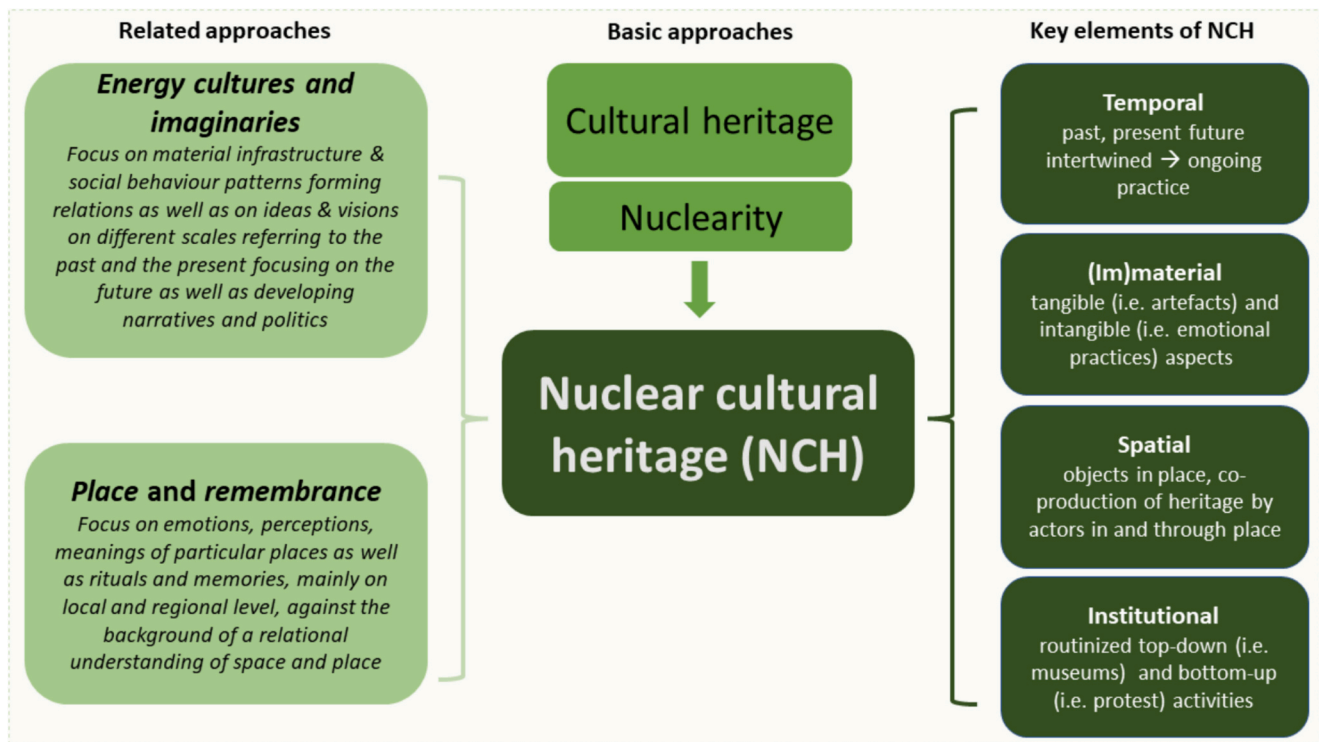 Related approaches
Energy cultures and
imaginaries
Focus on material infrastructure &
social behaviour patterns forming
relations as well as on ideas & visions
on different scales referring to the
past and the present focusing on the
future as well as developing
narratives and politics
Place and remembrance
Focus on emotions, perceptions,
meanings of particular places as well
as rituals and memories, mainly on
local and regional level, against the
background of a relational
understanding of space and place
Basic approaches
Cultural heritage
Nuclearity
Nuclear cultural
heritage (NCH)
Key elements of NCH
Temporal
past, present future
intertwined → ongoing
practice
(Im)material
tangible (i.e. artefacts) and
intangible (i.e. emotional
practices) aspects
Spatial
objects in place, co-
production of heritage by
actors in and through place
Institutional
routinized top-down (i.e.
museums) and bottom-up
(i.e. protest) activities